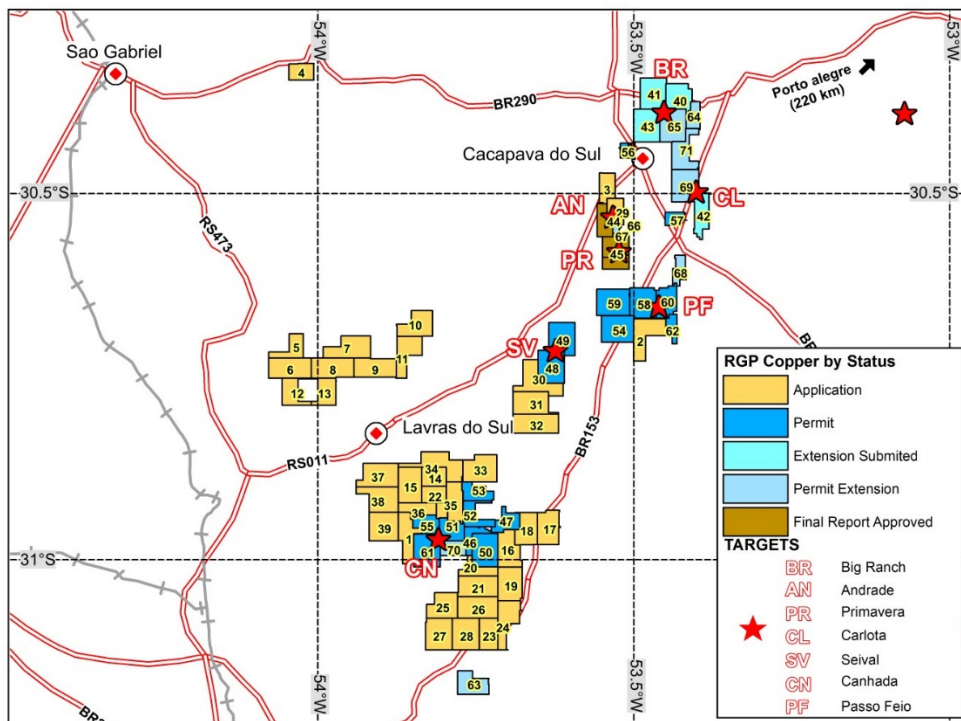 54°W
53.5°W
53°W
Sao Gabriel
4
BR290
BR
41
40
64
43
65
Porto alegre
(220 km)
71
56
Cacapava do Sul
30.5°S
30.5°S
3
69
CL
42
AN
29
44
66
57
67
PR
45
RS473
68
59
58
60
PF
54
62
2
10
5
7
49
SV
11
6
8
9
48
30
12
13
31
32
Lavras do Sul
BR153
RS011
34
33
37
14
15
53
22
38
35
36
52
39
1
55
51
47
18
17
46
61
70
50
16
31°S
31°S
CN
20
21
19
25
26
24
27
28
23
63
54°W
53.5°W
RGP Copper by Status
Application
Permit
Extension Submited
Permit Extension
Final Report Approved
TARGETS
BR Big Ranch
AN Andrade
PR Primavera
CL Carlota
SV Seival
CN Canhada
PF Passo Feio